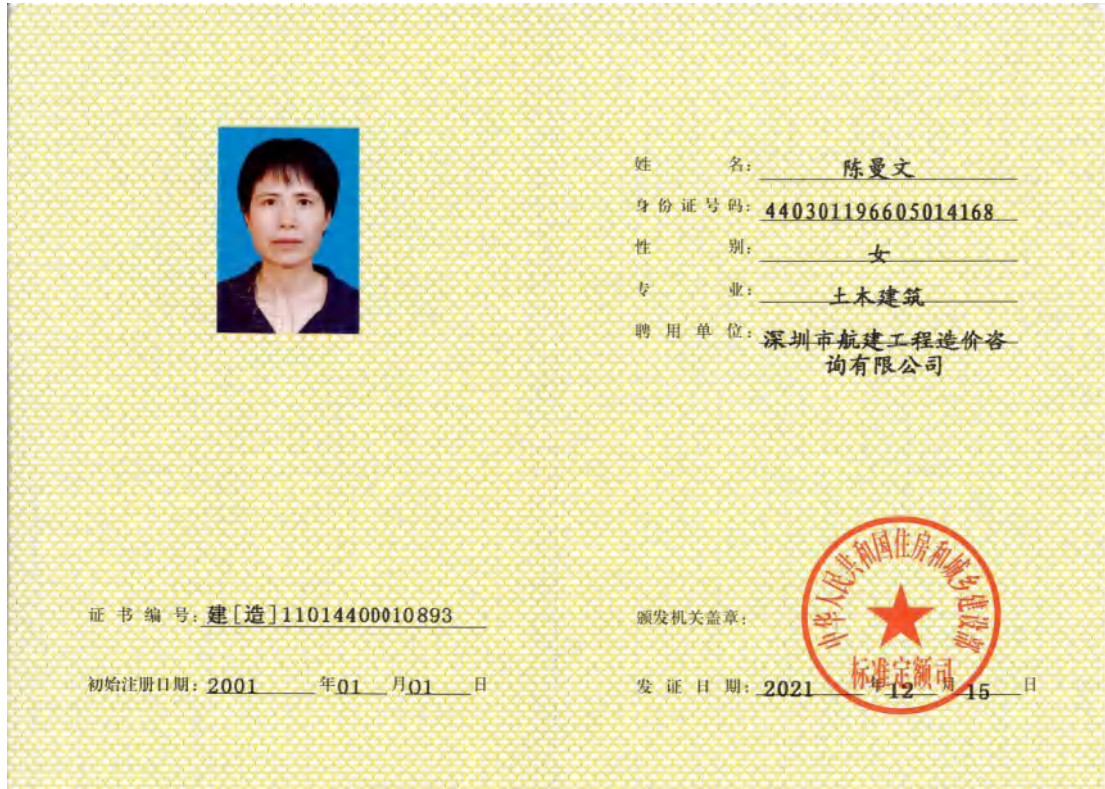 姓名：陈曼文
身份证号码：440301196605014168
性别：女
专业：土木建筑
聘用单位：深圳市航建工程造价咨
询有限公司
证书编号：建[造]11014400010893
初始注册日期：2001年01月01日
颁发机关盖章：
中华人民共和国住房和城乡建设部
标准定额司
发证日期：2021年12月15日